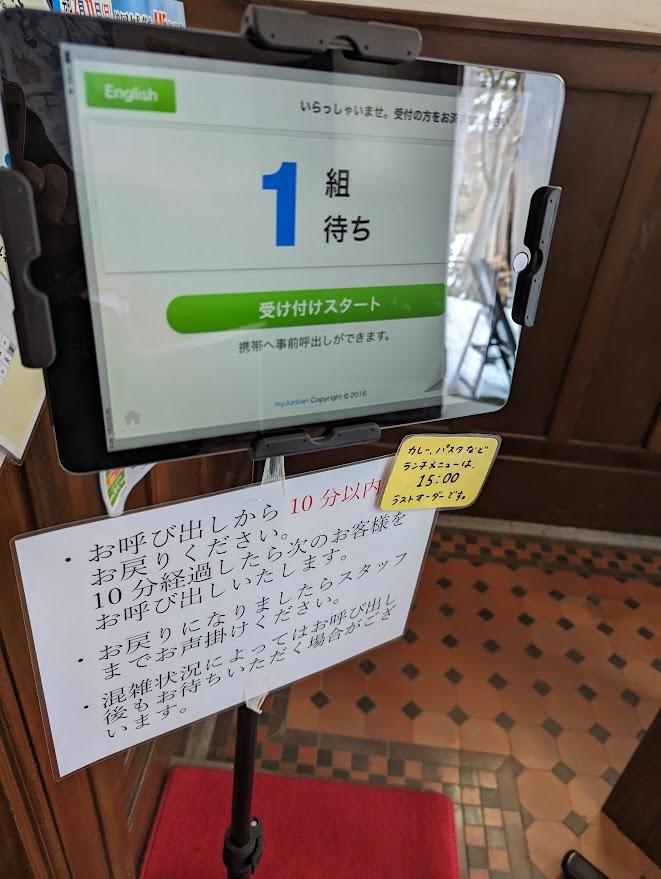 English
いらっしゃいませ。受付の方をお済
1
組
待ち
受け付けスタート
携帯へ事前呼出しができます。
myJunban Copyright © 2016
カレー、パスタなど
ランチメニューは、
15:00
ラストオーダーです。
・お呼び出しから 10分以内
お戻りください。
10分経過したら次のお客様を
お呼び出しいたします。
・お戻りになりましたらスタッフ
までお声掛けください。
・混雑状況によってはお呼び出し
後もお待ちいただく場合がござ
います。